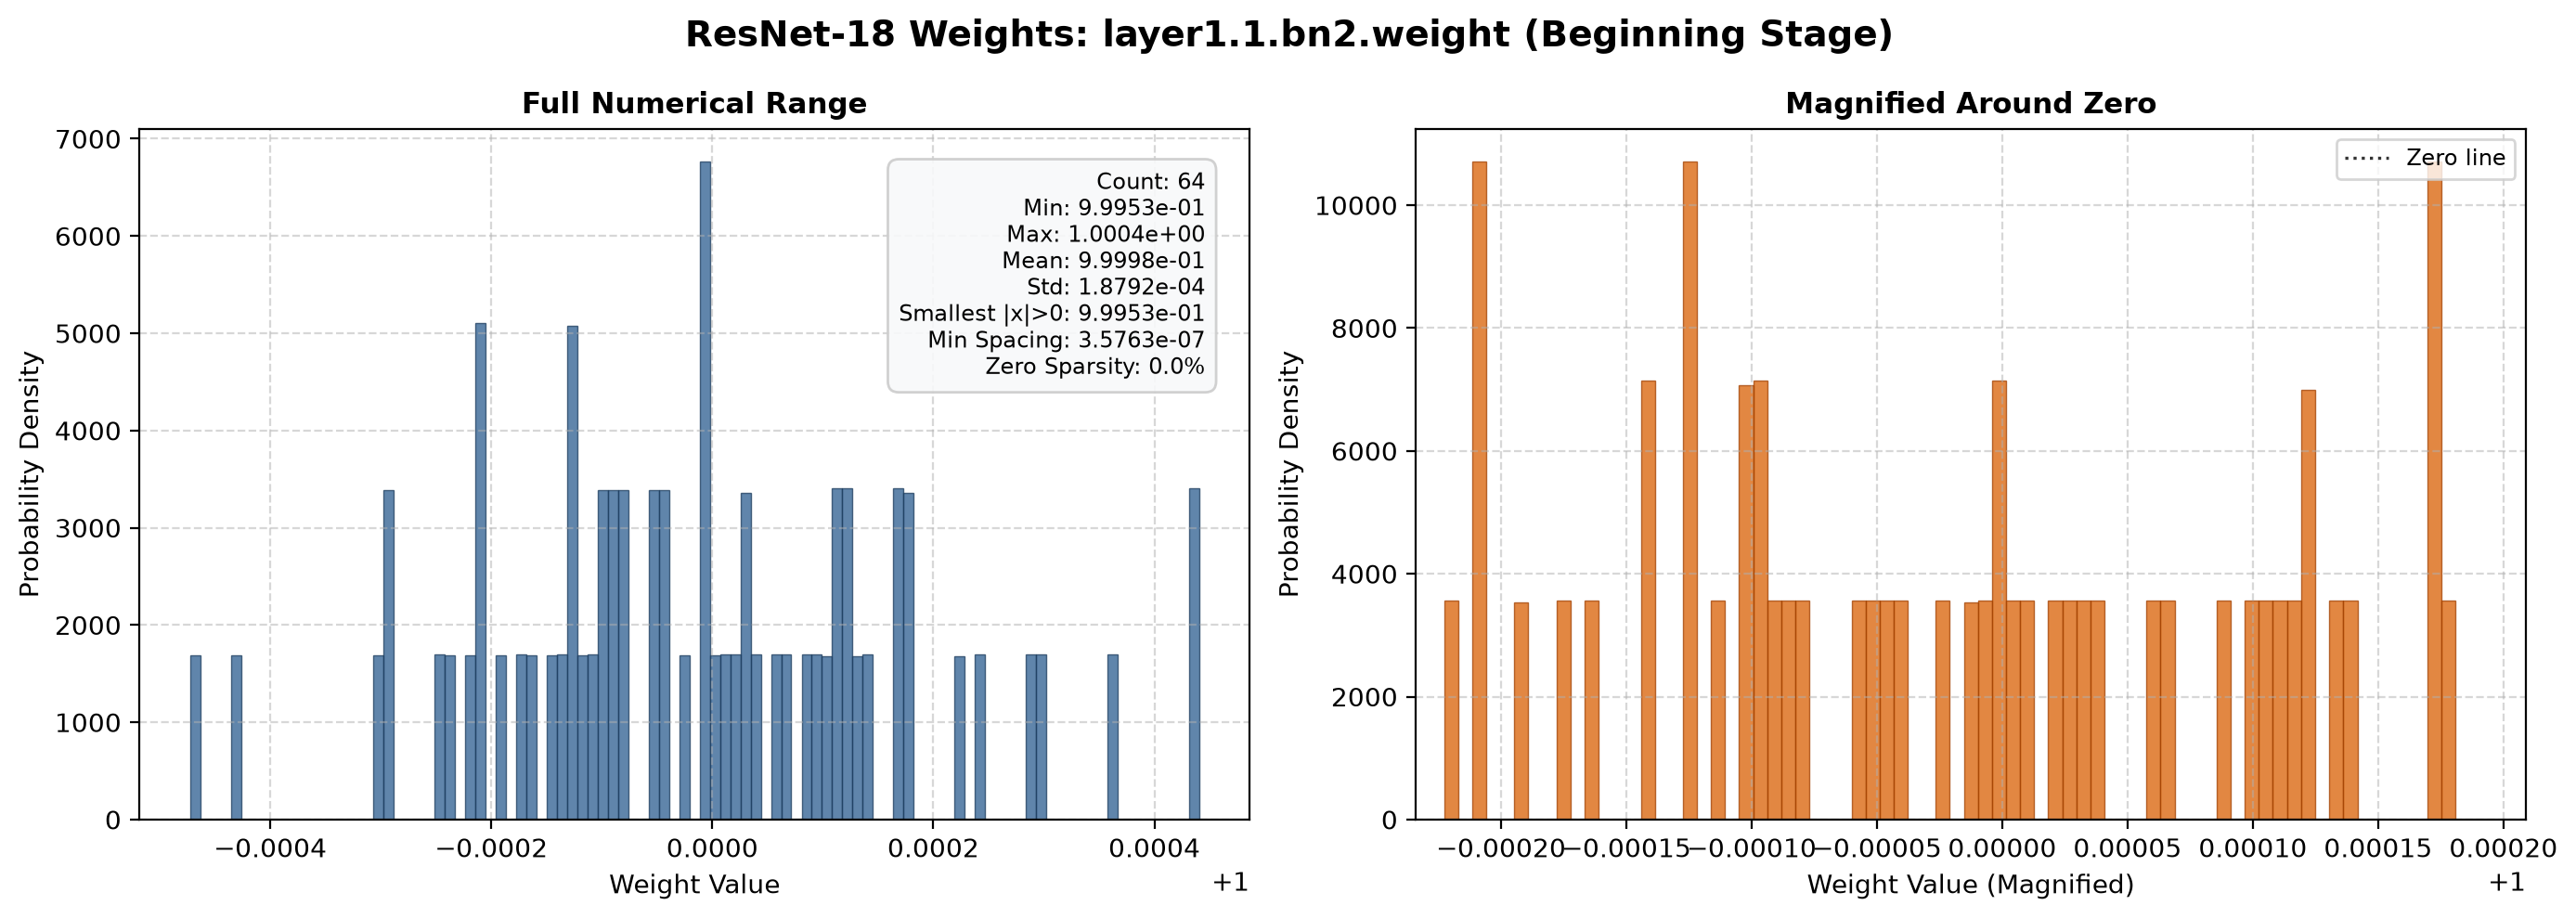 ResNet-18 Weights: layer1.1.bn2.weight (Beginning Stage)
Full Numerical Range
7000
6000
5000
4000
3000
2000
1000
0
Probability Density
Count: 64
Min: 9.9953e-01
Max: 1.0004e+00
Mean: 9.9998e-01
Std: 1.8792e-04
Smallest |x|>0: 9.9953e-01
Min Spacing: 3.5763e-07
Zero Sparsity: 0.0%
−0.0004 −0.0002 0.0000 0.0002 0.0004
+1
Weight Value
Magnified Around Zero
Zero line
10000
8000
6000
4000
2000
0
Probability Density
−0.00020 −0.00015 −0.00010 −0.00005 0.00000 0.00005 0.00010 0.00015 0.00020
+1
Weight Value (Magnified)